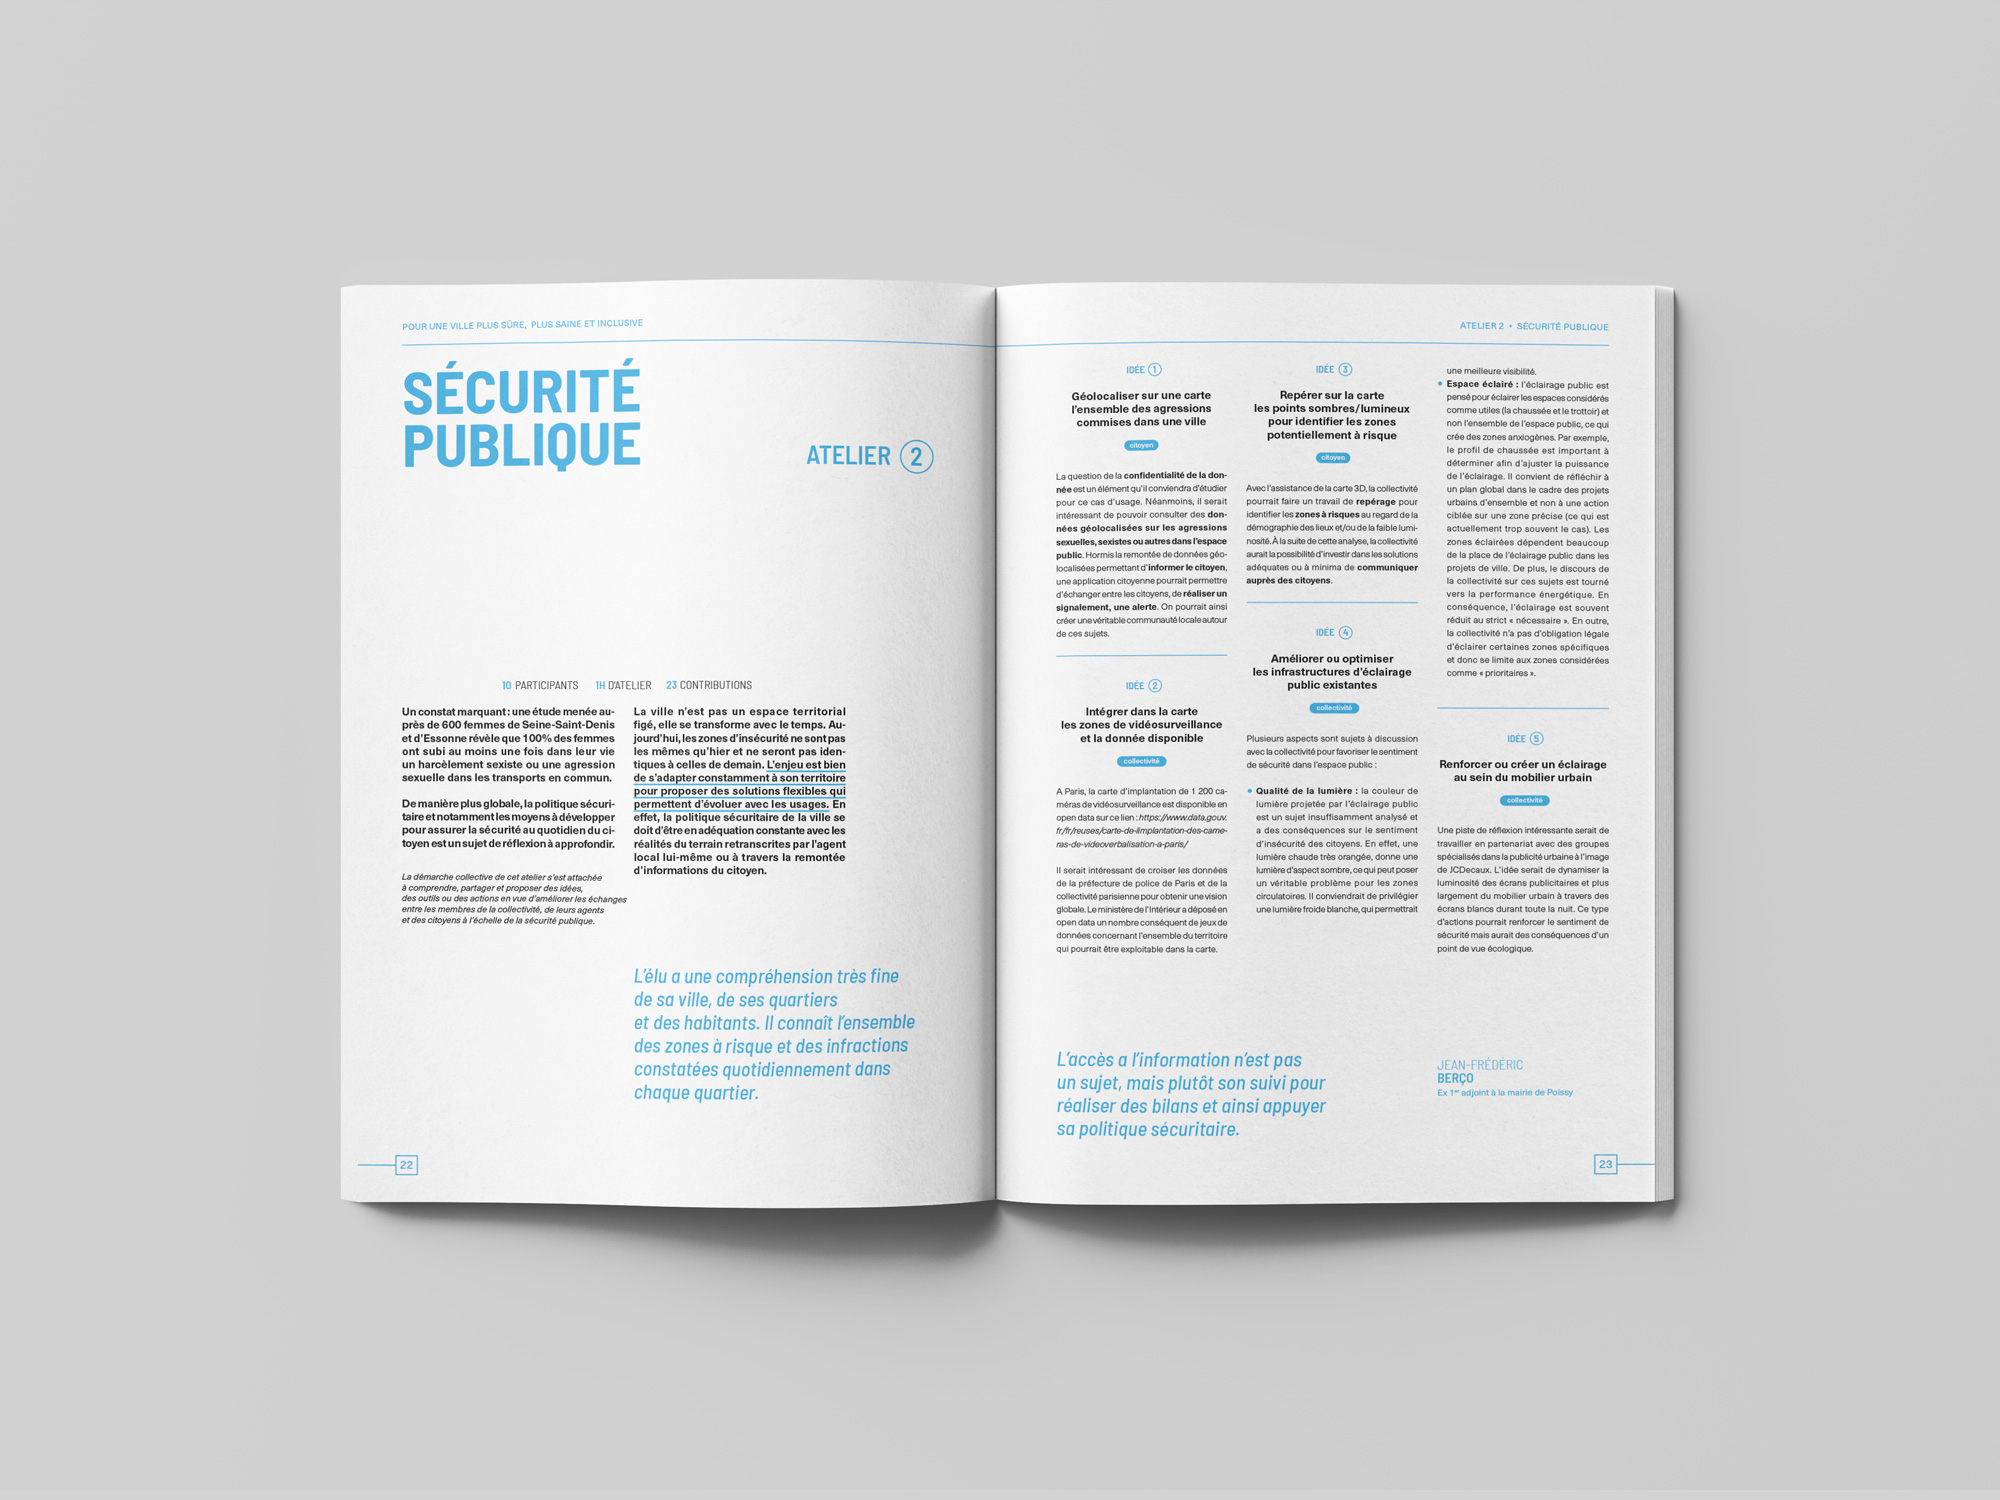 POUR UNE VILLE PLUS SÛRE, PLUS SAINE ET INCLUSIVE
SÉCURITÉ
PUBLIQUE
ATELIER 2
10 PARTICIPANTS 1H D'ATELIER 23 CONTRIBUTIONS
Un constat marquant : une étude menée au-
près de 600 femmes de Seine-Saint-Denis
et d'Essonne révèle que 100% des femmes
ont subi au moins une fois dans leur vie
un harcèlement sexiste ou une agression
sexuelle dans les transports en commun.
De manière plus globale, la politique sécuri-
taire et notamment les moyens à développer
pour assurer la sécurité au quotidien du ci-
toyen est un sujet de réflexion à approfondir.
La démarche collective de cet atelier s'est attachée
à comprendre, partager et proposer des idées,
des outils ou des actions en vue d'améliorer les échanges
entre les membres de la collectivité, de leurs agents
et des citoyens à l'échelle de la sécurité publique.
La ville n'est pas un espace territorial
figé, elle se transforme avec le temps. Au-
jourd'hui, les zones d'insécurité ne sont pas
les mêmes qu'hier et ne seront pas iden-
tiques à celles de demain. L'enjeu est bien
de s'adapter constamment à son territoire
pour proposer des solutions flexibles qui
permettent d'évoluer avec les usages. En
effet, la politique sécuritaire de la ville se
doit d'être en adéquation constante avec les
réalités du terrain retranscrites par l'agent
local lui-même ou à travers la remontée
d'informations du citoyen.
L'élu a une compréhension très fine
de sa ville, de ses quartiers
et des habitants. Il connaît l'ensemble
des zones à risque et des infractions
constatées quotidiennement dans
chaque quartier.
22
ATELIER 2 • SÉCURITÉ PUBLIQUE
IDÉE 1
Géolocaliser sur une carte
l'ensemble des agressions
commises dans une ville
citoyen
La question de la confidentialité de la don-
née est un élément qu'il conviendra d'étudier
pour ce cas d'usage. Néanmoins, il serait
intéressant de pouvoir consulter des don-
nées géolocalisées sur les agressions
sexuelles, sexistes ou autres dans l'espace
public. Hormis la remontée de données géo-
localisées permettant d'informer le citoyen,
une application citoyenne pourrait permettre
d'échanger entre les citoyens, de réaliser un
signalement, une alerte. On pourrait ainsi
créer une véritable communauté locale autour
de ces sujets.
IDÉE 2
Intégrer dans la carte
les zones de vidéosurveillance
et la donnée disponible
collectivité
A Paris, la carte d'implantation de 1 200 ca-
méras de vidéosurveillance est disponible en
open data sur ce lien : https://www.data.gouv.
fr/fr/reuses/carte-de-limplantation-des-came-
ras-de-videoverbalisation-a-paris/
Il serait intéressant de croiser les données
de la préfecture de police de Paris et de la
collectivité parisienne pour obtenir une vision
globale. Le ministère de l'Intérieur a déposé en
open data un nombre conséquent de jeux de
données concernant l'ensemble du territoire
qui pourrait être exploitable dans la carte.
IDÉE 3
Repérer sur la carte
les points sombres/lumineux
pour identifier les zones
potentiellement à risque
citoyen
Avec l'assistance de la carte 3D, la collectivité
pourrait faire un travail de repérage pour
identifier les zones à risques au regard de la
démographie des lieux et/ou de la faible lumi-
nosité. À la suite de cette analyse, la collectivité
aurait la possibilité d'investir dans les solutions
adéquates ou à minima de communiquer
auprès des citoyens.
IDÉE 4
Améliorer ou optimiser
les infrastructures d'éclairage
public existantes
collectivité
Plusieurs aspects sont sujets à discussion
avec la collectivité pour favoriser le sentiment
de sécurité dans l'espace public :
• Qualité de la lumière : la couleur de
lumière projetée par l'éclairage public
est un sujet insuffisamment analysé et
a des conséquences sur le sentiment
d'insécurité des citoyens. En effet, une
lumière chaude très orangée, donne une
lumière d'aspect sombre, ce qui peut poser
un véritable problème pour les zones
circulatoires. Il conviendrait de privilégier
une lumière froide blanche, qui permettrait
une meilleure visibilité.
• Espace éclairé : l'éclairage public est
pensé pour éclairer les espaces considérés
comme utiles (la chaussée et le trottoir) et
non l'ensemble de l'espace public, ce qui
crée des zones anxiogènes. Par exemple,
le profil de chaussée est important à
déterminer afin d'ajuster la puissance
de l'éclairage. Il convient de réfléchir à
un plan global dans le cadre des projets
urbains d'ensemble et non à une action
ciblée sur une zone précise (ce qui est
actuellement trop souvent le cas). Les
zones éclairées dépendent beaucoup
de la place de l'éclairage public dans les
projets de ville. De plus, le discours de
la collectivité sur ces sujets est tourné
vers la performance énergétique. En
conséquence, l'éclairage est souvent
réduit au strict « nécessaire ». En outre,
la collectivité n'a pas d'obligation légale
d'éclairer certaines zones spécifiques
et donc se limite aux zones considérées
comme « prioritaires ».
IDÉE 5
Renforcer ou créer un éclairage
au sein du mobilier urbain
collectivité
Une piste de réflexion intéressante serait de
travailler en partenariat avec des groupes
spécialisés dans la publicité urbaine à l'image
de JCDecaux. L'idée serait de dynamiser la
luminosité des écrans publicitaires et plus
largement du mobilier urbain à travers des
écrans blancs durant toute la nuit. Ce type
d'actions pourrait renforcer le sentiment de
sécurité mais aurait des conséquences d'un
point de vue écologique.
L'accès a l'information n'est pas
un sujet, mais plutôt son suivi pour
réaliser des bilans et ainsi appuyer
sa politique sécuritaire.
JEAN-FRÉDÉRIC
BERÇO
Ex 1er adjoint à la mairie de Poissy
23